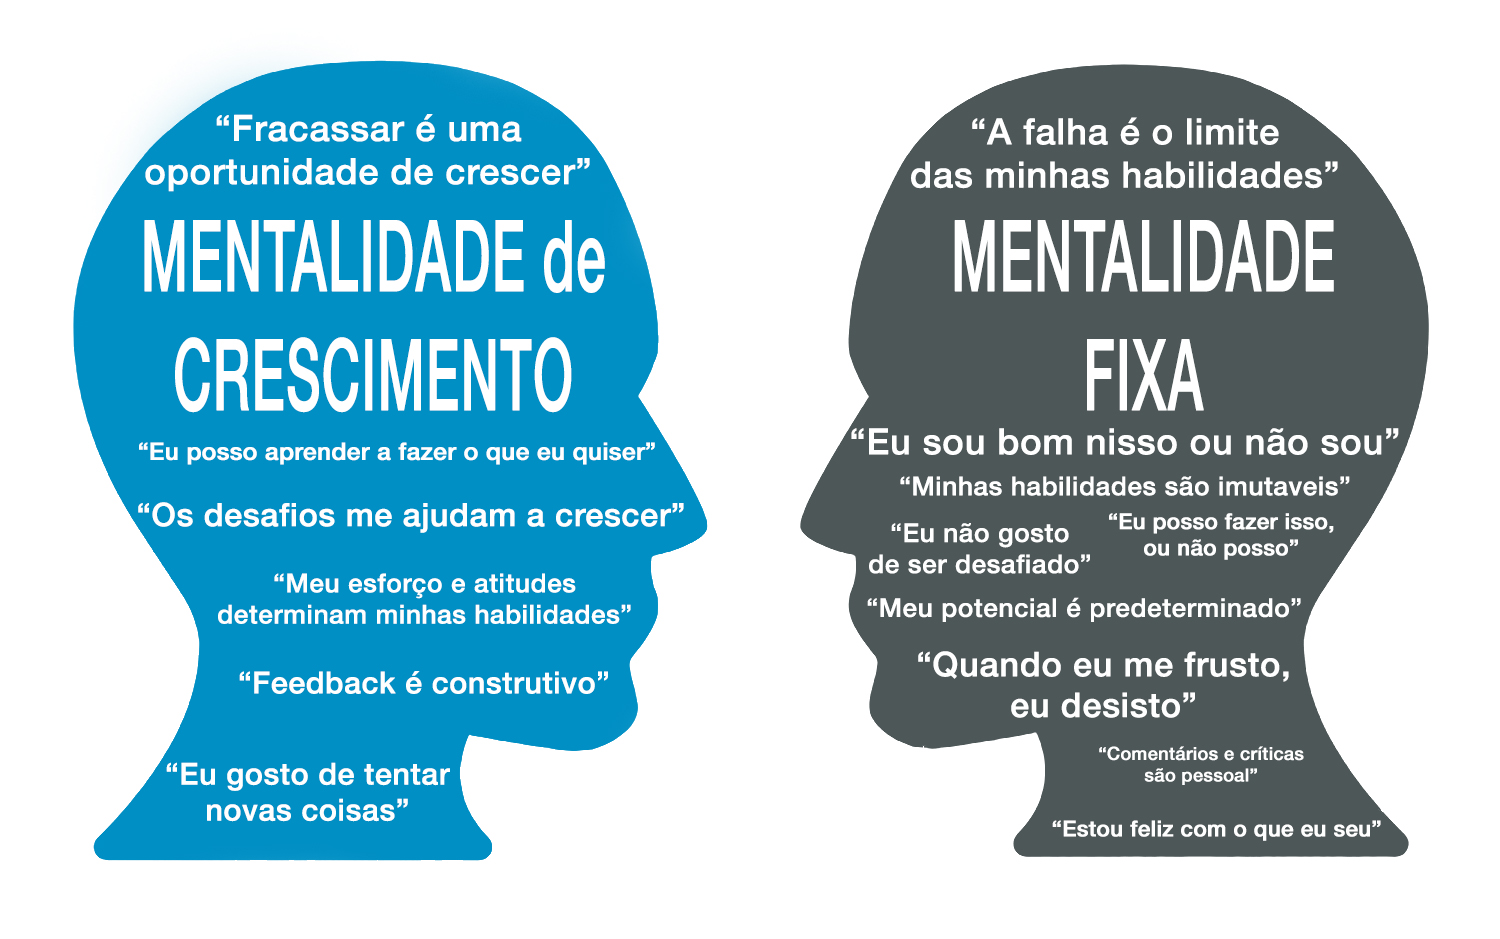 “Fracassar é uma
oportunidade de crescer”
MENTALIDADE de
CRESCIMENTO
“Eu posso aprender a fazer o que eu quiser”
“Os desafios me ajudam a crescer”
“Meu esforço e atitudes
determinam minhas habilidades”
“Feedback é construtivo”
“Eu gosto de tentar
novas coisas”
“A falha é o limite
das minhas habilidades”
MENTALIDADE
FIXA
“Eu sou bom nisso ou não sou”
“Minhas habilidades são imutaveis”
“Eu não gosto
de ser desafiado”
“Eu posso fazer isso,
ou não posso”
“Meu potencial é predeterminado”
“Quando eu me frusto,
eu desisto”
“Comentários e críticas
são pessoal”
“Estou feliz com o que eu seu”